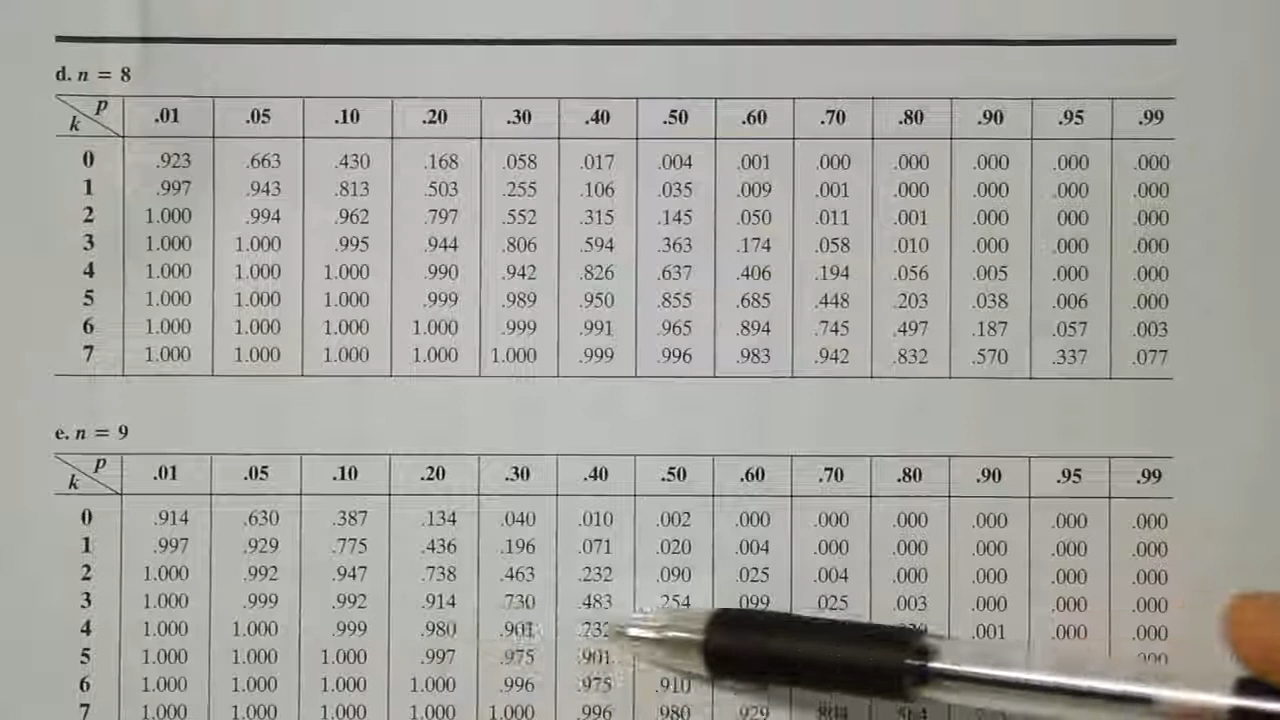 d. n = 8
k p .01 .05 .10 .20 .30 .40 .50 .60 .70 .80 .90 .95 .99
0 .923 .663 .430 .168 .058 .017 .004 .001 .000 .000 .000 .000 .000
1 .997 .943 .813 .503 .255 .106 .035 .009 .001 .000 .000 .000 .000
2 1.000 .994 .962 .797 .552 .315 .145 .050 .011 .001 .000 000 .000
3 1.000 1.000 .995 .944 .806 .594 .363 .174 .058 .010 .000 .000 .000
4 1.000 1.000 1.000 .990 .942 .826 .637 .406 .194 .056 .005 .000 .000
5 1.000 1.000 1.000 .999 .989 .950 .855 .685 .448 .203 .038 .006 .000
6 1.000 1.000 1.000 1.000 .999 .991 .965 .894 .745 .497 .187 .057 .003
7 1.000 1.000 1.000 1.000 1.000 .999 .996 .983 .942 .832 .570 .337 .077
e. n = 9
k p .01 .05 .10 .20 .30 .40 .50 .60 .70 .80 .90 .95 .99
0 .914 .630 .387 .134 .040 .010 .002 .000 .000 .000 .000 .000 .000
1 .997 .929 .775 .436 .196 .071 .020 .004 .000 .000 .000 .000 .000
2 1.000 .992 .947 .738 .463 .232 .090 .025 .004 .000 .000 .000 .000
3 1.000 .999 .992 .914 .730 .483 .254 .099 .025 .003 .000 .000 .000
4 1.000 1.000 .999 .980 .901 .001 .000 .000
5 1.000 1.000 1.000 .997 .975 .901
6 1.000 1.000 1.000 1.000 .996 .975 .910
7 1.000 1.000 1.000 1.000 1.000 .996 .980 .929